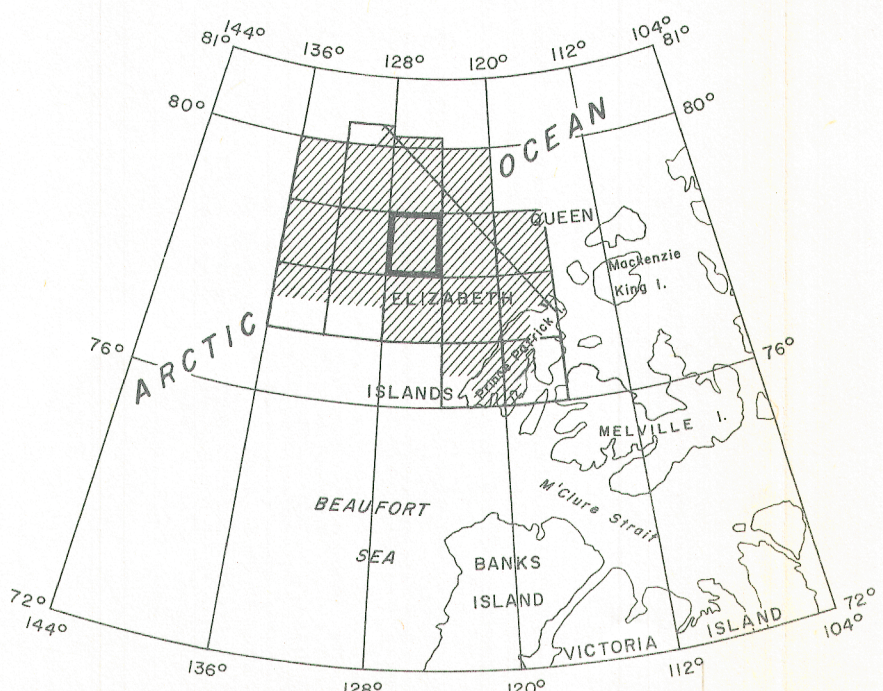 144°
81°
136°
128°
120°
112°
104°
81°
80°
80°
OCEAN
QUEEN
Mackenzie
King I.
ELIZABETH
ARCTIC
Prince Patrick
76°
76°
ISLANDS
MELVILLE I.
M'Clure Strait
BEAUFORT
SEA
BANKS
ISLAND
VICTORIA ISLAND
72°
144°
136°
128°
120°
112°
72°
104°